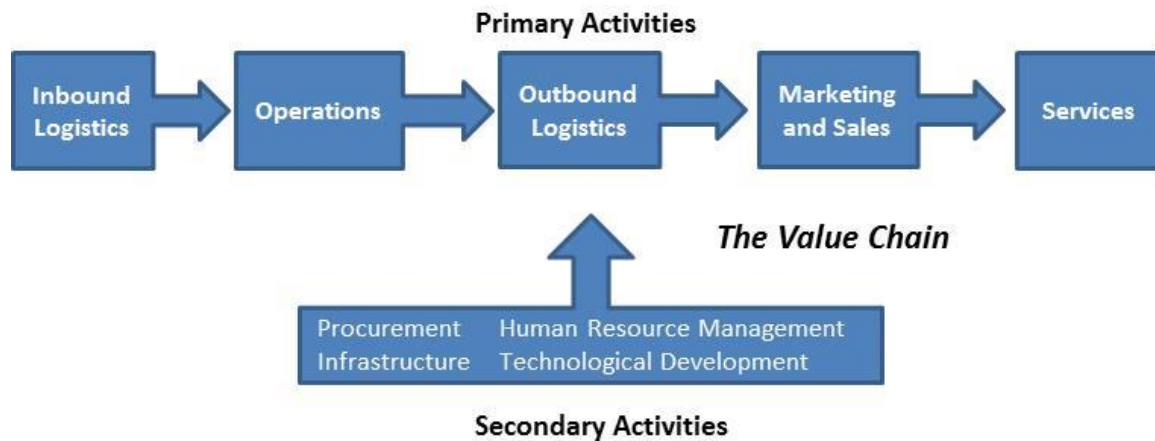 Primary Activities
Inbound
Logistics
Operations
Outbound
Logistics
Marketing
and Sales
Services
The Value Chain
Procurement Human Resource Management
Infrastructure Technological Development
Secondary Activities